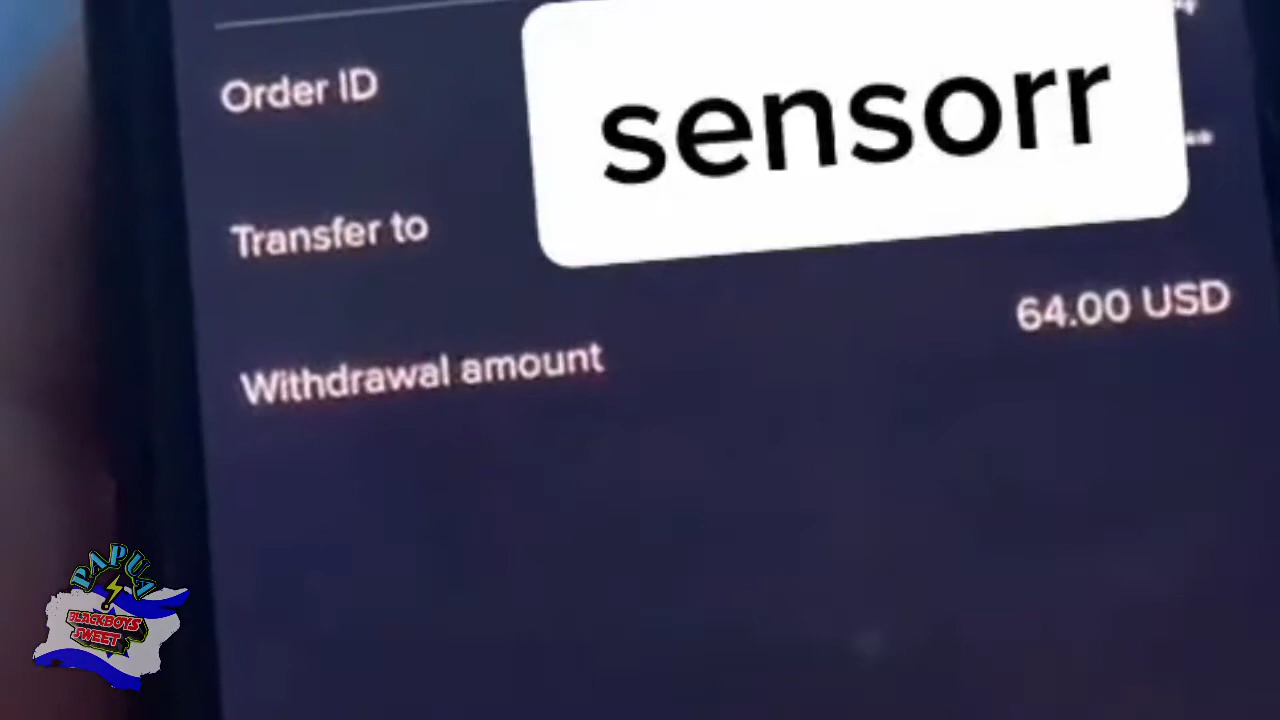 Order ID
sensorr
Transfer to
64.00 USD
Withdrawal amount
PAPUA
BLACKBOYS
SWEET